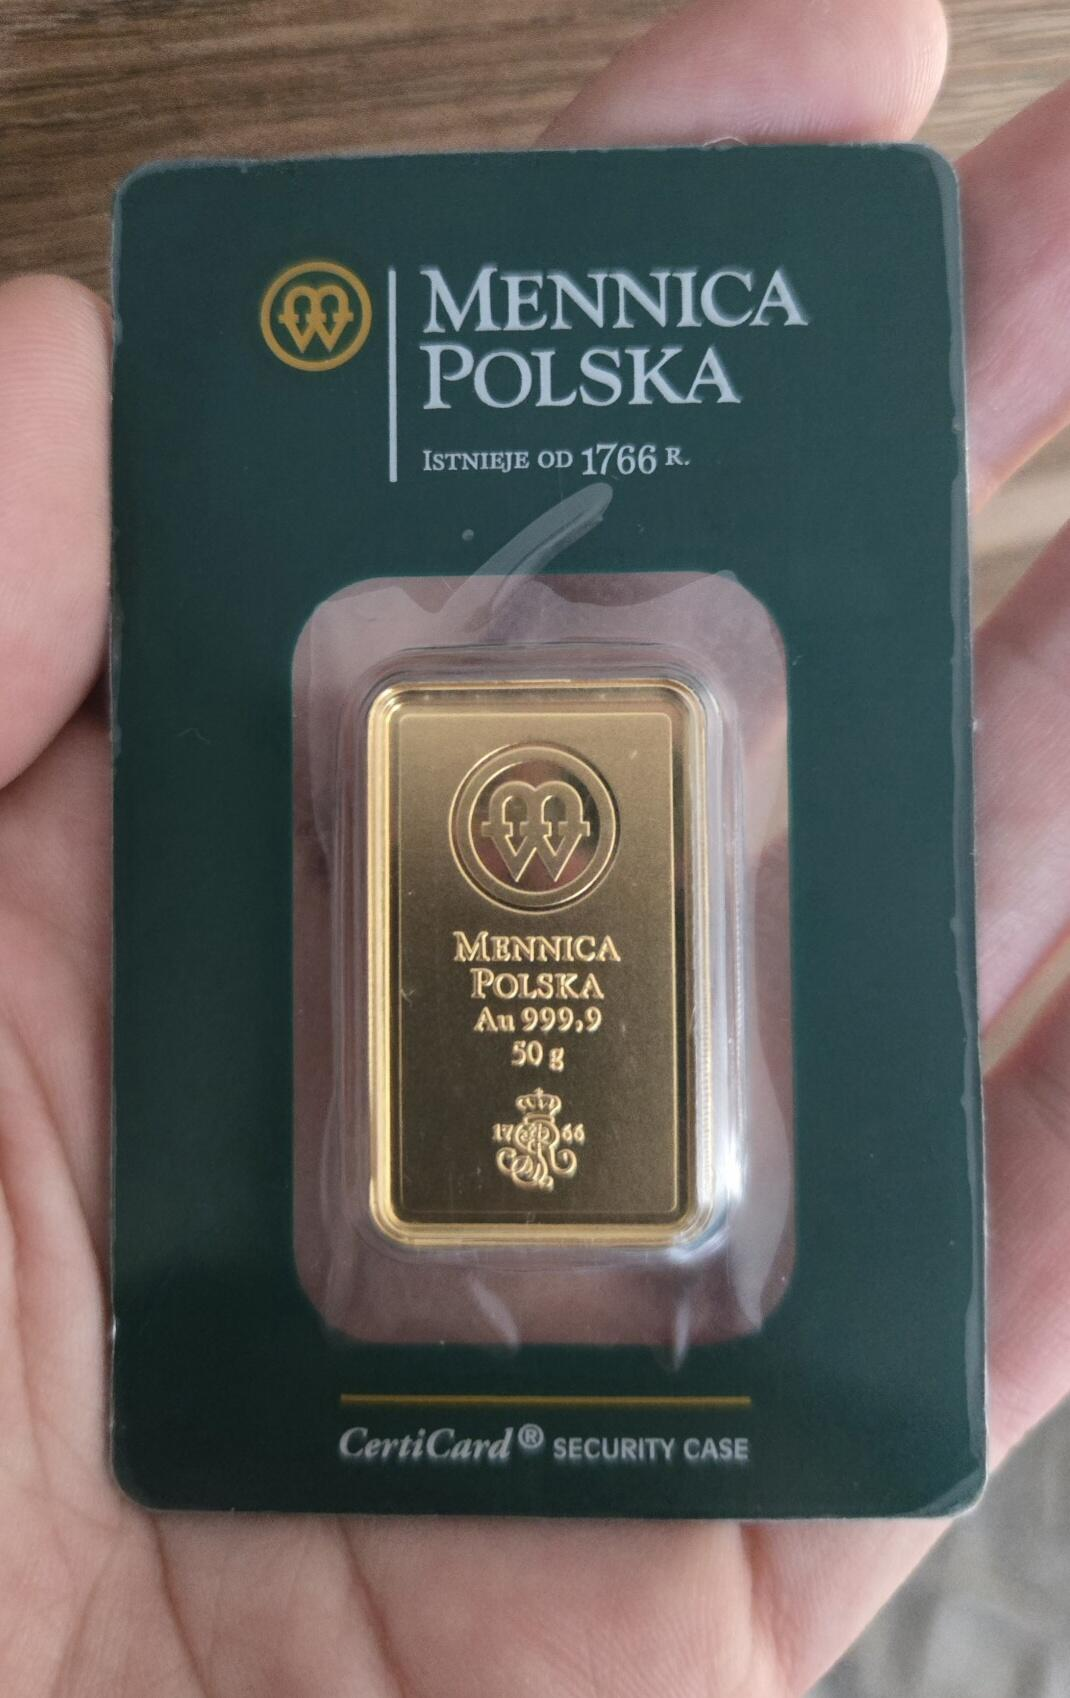 MENNICA
POLSKA
ISTNIEJE OD 1766 R.
MENNICA
POLSKA
Au 999,9
50 g
17 66
CertiCard® SECURITY CASE